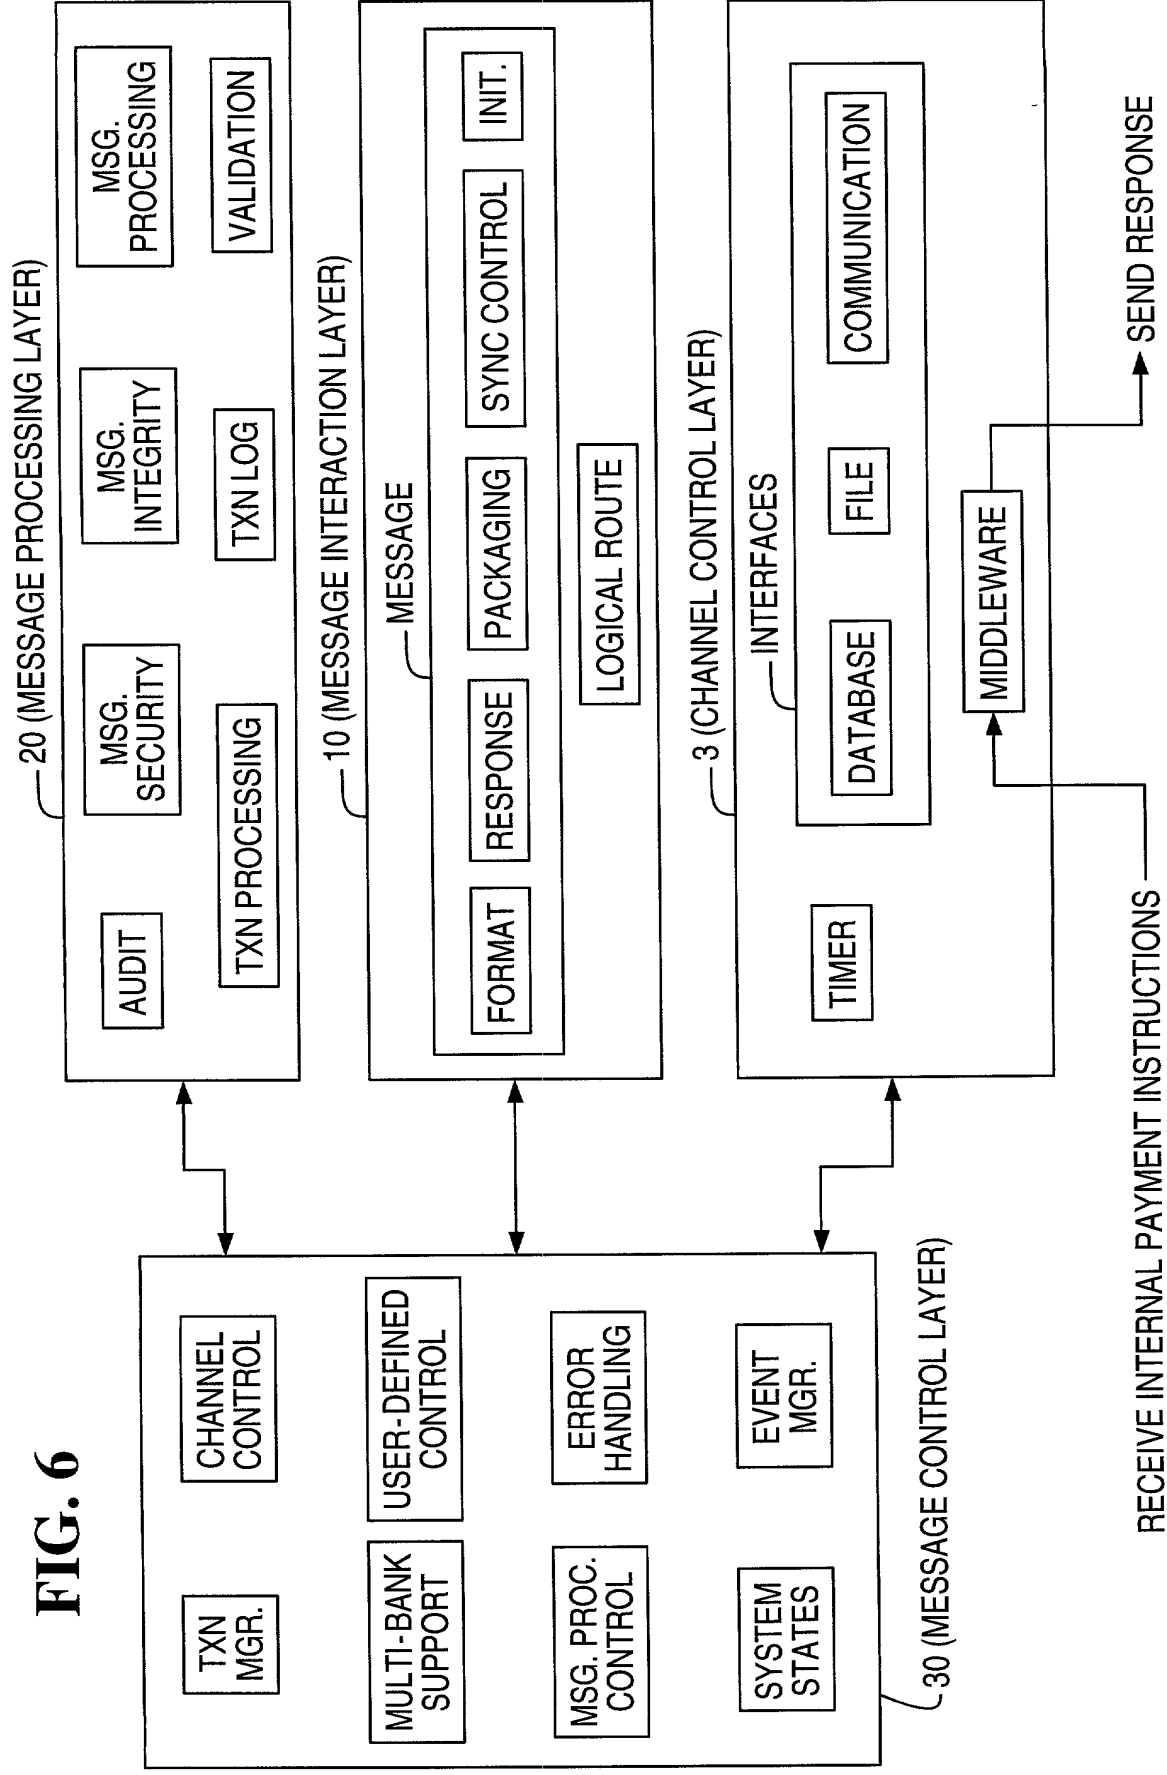 FIG. 6
TXN
MGR.
CHANNEL
CONTROL
MULTI-BANK
SUPPORT
USER-DEFINED
CONTROL
MSG. PROC.
CONTROL
ERROR
HANDLING
SYSTEM
STATES
EVENT
MGR.
30 (MESSAGE CONTROL LAYER)
20 (MESSAGE PROCESSING LAYER)
AUDIT
MSG.
SECURITY
MSG.
INTEGRITY
MSG.
PROCESSING
TXN PROCESSING
TXN LOG
VALIDATION
10 (MESSAGE INTERACTION LAYER)
MESSAGE
FORMAT
RESPONSE
PACKAGING
SYNC CONTROL
INIT.
LOGICAL ROUTE
3 (CHANNEL CONTROL LAYER)
INTERFACES
TIMER
DATABASE
FILE
COMMUNICATION
MIDDLEWARE
RECEIVE INTERNAL PAYMENT INSTRUCTIONS
SEND RESPONSE